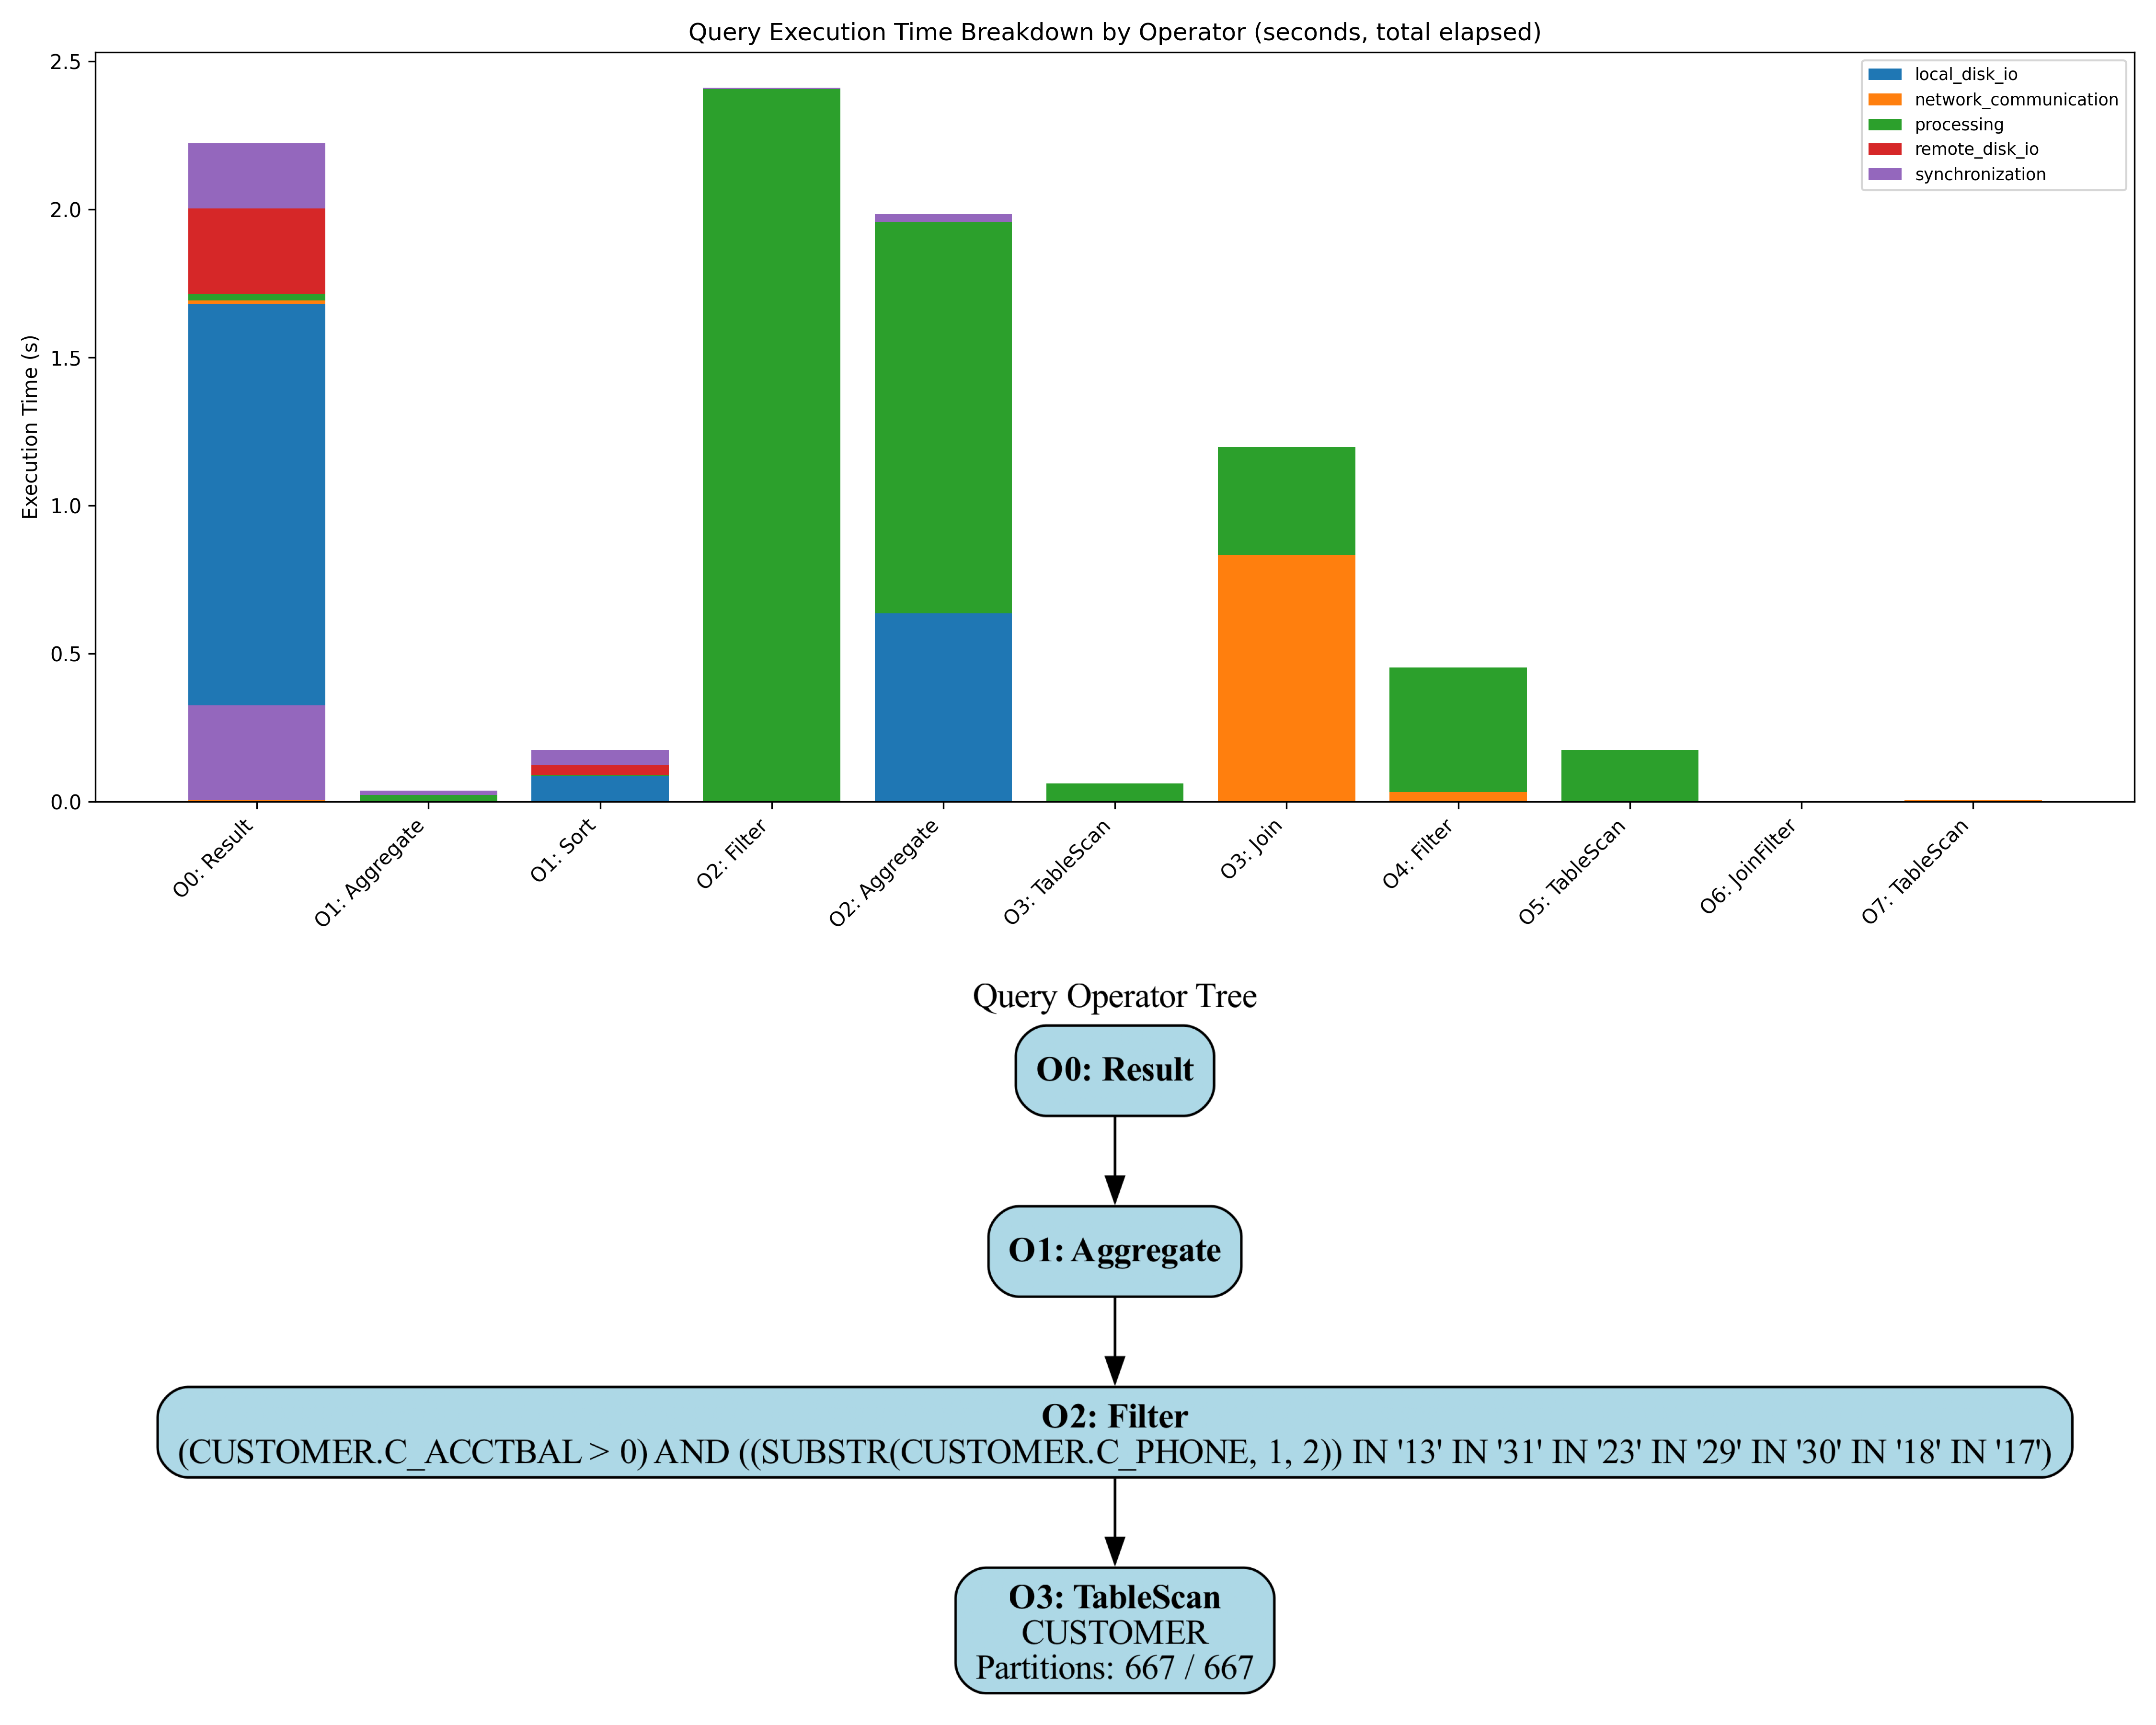 Query Execution Time Breakdown by Operator (seconds, total elapsed)
2.5
2.0
1.5
1.0
0.5
0.0
Execution Time (s)
local_disk_io
network_communication
processing
remote_disk_io
synchronization
O0: Result
O1: Aggregate
O1: Sort
O2: Filter
O2: Aggregate
O3: TableScan
O3: Join
O4: Filter
O5: TableScan
O6: JoinFilter
O7: TableScan
Query Operator Tree
O0: Result
O1: Aggregate
O2: Filter
(CUSTOMER.C_ACCTBAL > 0) AND ((SUBSTR(CUSTOMER.C_PHONE, 1, 2)) IN '13' IN '31' IN '23' IN '29' IN '30' IN '18' IN '17')
O3: TableScan
CUSTOMER
Partitions: 667 / 667